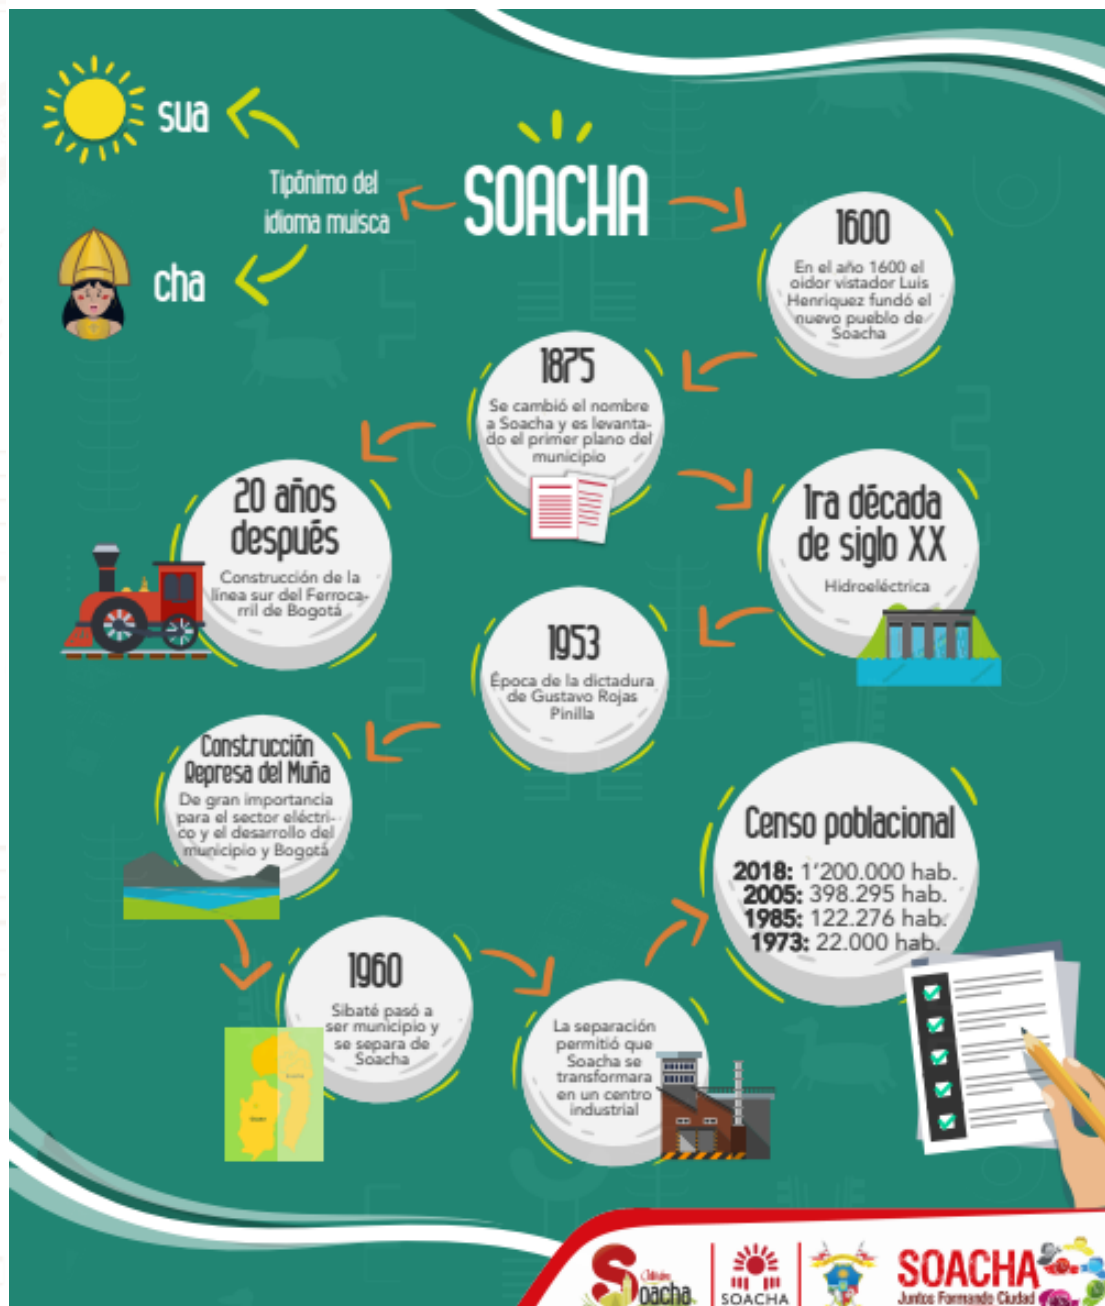 sua
Tipónimo del
idioma muisca
cha
SOACHA
1600
En el año 1600 el
oidor vistador Luis
Henriquez fundó el
nuevo pueblo de
Soacha
1875
Se cambió el nombre
a Soacha y es levanta-
do el primer plano del
municipio
20 años
después
Construcción de la
línea sur del Ferroca-
rril de Bogotá
1ra década
de siglo XX
Hidroeléctrica
1953
Época de la dictadura
de Gustavo Rojas
Pinilla
Construcción
Represa del Muña
De gran importancia
para el sector eléctri-
co y el desarrollo del
municipio y Bogotá
1960
Sibaté pasó a
ser municipio y
se separa de
Soacha
La separación
permitió que
Soacha se
transformara
en un centro
industrial
Censo poblacional
2018: 1'200.000 hab.
2005: 398.295 hab.
1985: 122.276 hab.
1973: 22.000 hab.
Soacha
SOACHA
SOACHA
Juntos Formando Ciudad